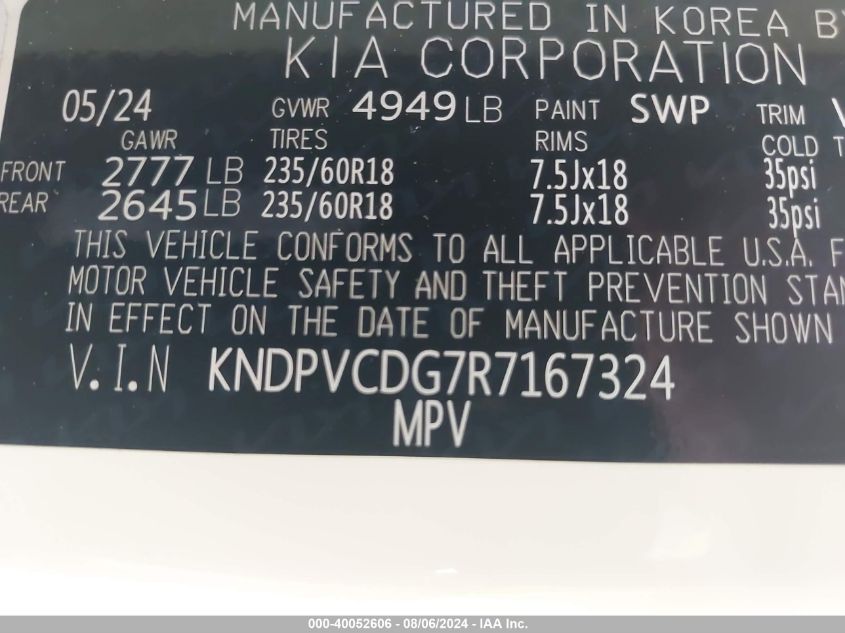 MANUFACTURED IN KOREA BY
KIA CORPORATION
05/24 GVWR 4949 LB PAINT SWP TRIM
GAWR TIRES RIMS COLD
FRONT 2777 LB 235/60R18 7.5Jx18 35psi
REAR 2645 LB 235/60R18 7.5Jx18 35psi
THIS VEHICLE CONFORMS TO ALL APPLICABLE U.S.A.
MOTOR VEHICLE SAFETY AND THEFT PREVENTION
IN EFFECT ON THE DATE OF MANUFACTURE SHOWN
V.I.N KNDPVCDG7R7167324
MPV
000-40052606 - 08/06/2024 - IAA Inc.